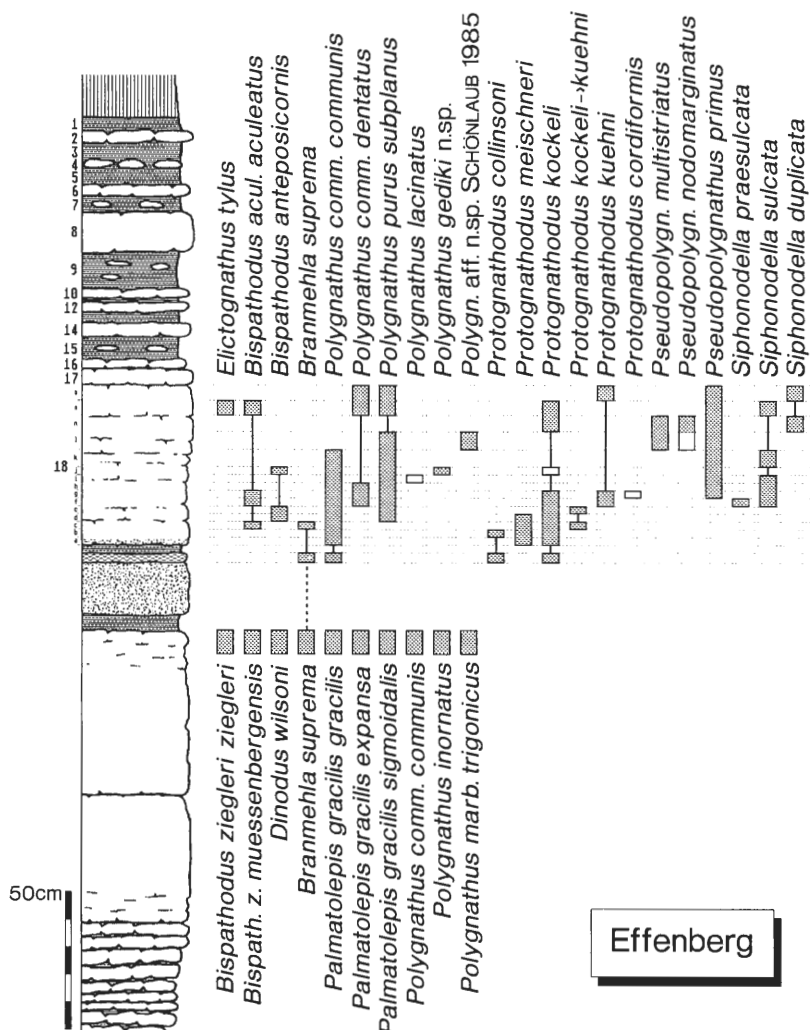 Elictognathus tylus
Bispathodus acul. aculeatus
Bispathodus anteposicornis
Branmehla suprema
Polygnathus comm. communis
Polygnathus comm. dentatus
Polygnathus purus subplanus
Polygnathus lacinatus
Polygnathus gediki n.sp.
Polygn. aff. n.sp. SCHÖNLAUB 1985
Protognathodus collinsoni
Protognathodus meischneri
Protognathodus kockeli
Protognathodus kockeli→kuehni
Protognathodus kuehni
Protognathodus cordiformis
Pseudopolygn. multistriatus
Pseudopolygn. nodomarginatus
Pseudopolygnathus primus
Siphonodella praesulcata
Siphonodella sulcata
Siphonodella duplicata
1
2
3
4
5
6
7
8
9
10
12
14
15
16
17
18
Bispathodus ziegleri ziegleri
Bispath. z. muessenbergensis
Dinodus wilsoni
Branmehla suprema
Palmatolepis gracilis gracilis
Palmatolepis gracilis expansa
Palmatolepis gracilis sigmoidalis
Polygnathus comm. communis
Polygnathus inornatus
Polygnathus marb. trigonicus
50cm
Effenberg